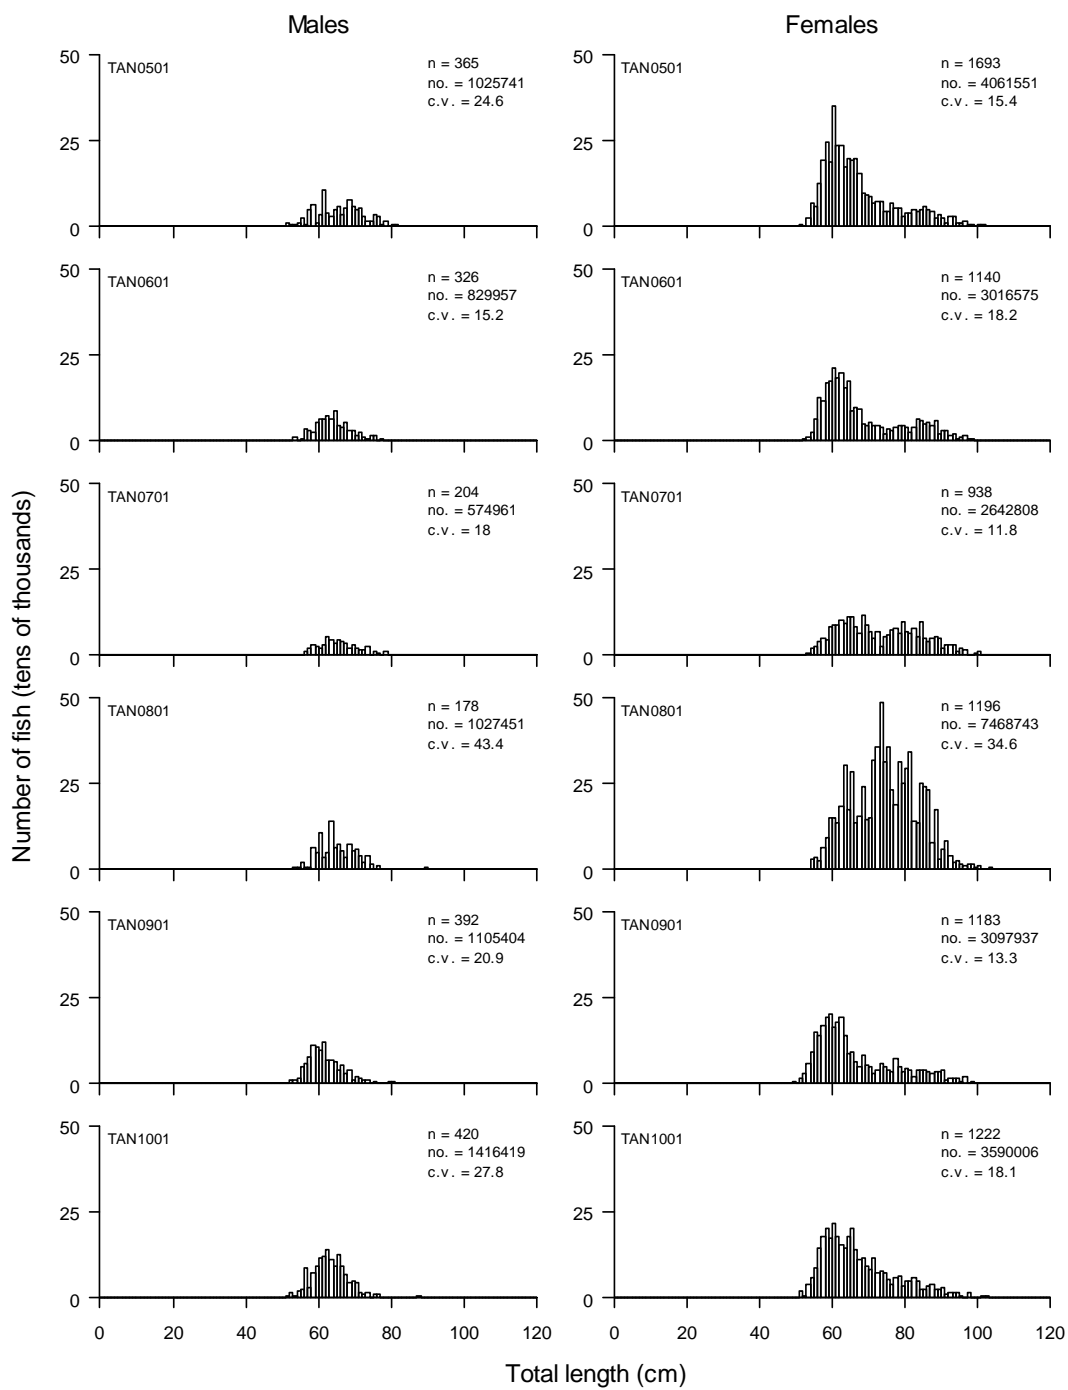 Males
Females
Number of fish (tens of thousands)
50
25
0
TAN0501
n = 365
no. = 1025741
c.v. = 24.6
50
25
0
TAN0501
n = 1693
no. = 4061551
c.v. = 15.4
50
25
0
TAN0601
n = 326
no. = 829957
c.v. = 15.2
50
25
0
TAN0601
n = 1140
no. = 3016575
c.v. = 18.2
50
25
0
TAN0701
n = 204
no. = 574961
c.v. = 18
50
25
0
TAN0701
n = 938
no. = 2642808
c.v. = 11.8
50
25
0
TAN0801
n = 178
no. = 1027451
c.v. = 43.4
50
25
0
TAN0801
n = 1196
no. = 7468743
c.v. = 34.6
50
25
0
TAN0901
n = 392
no. = 1105404
c.v. = 20.9
50
25
0
TAN0901
n = 1183
no. = 3097937
c.v. = 13.3
50
25
0
TAN1001
n = 420
no. = 1416419
c.v. = 27.8
50
25
0
TAN1001
n = 1222
no. = 3590006
c.v. = 18.1
0 20 40 60 80 100 120
0 20 40 60 80 100 120
Total length (cm)